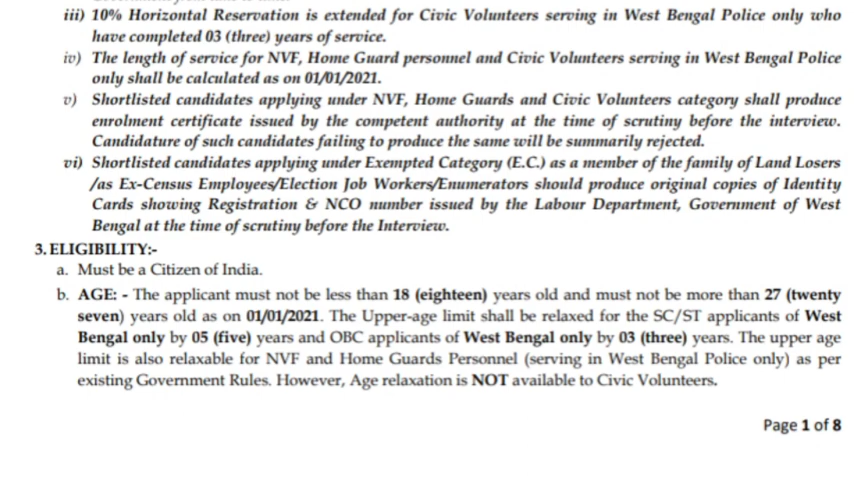 iii) 10% Horizontal Reservation is extended for Civic Volunteers serving in West Bengal Police only who
have completed 03 (three) years of service.
iv) The length of service for NVF, Home Guard personnel and Civic Volunteers serving in West Bengal Police
only shall be calculated as on 01/01/2021.
v) Shortlisted candidates applying under NVF, Home Guards and Civic Volunteers category shall produce
enrolment certificate issued by the competent authority at the time of scrutiny before the interview.
Candidature of such candidates failing to produce the same will be summarily rejected.
vi) Shortlisted candidates applying under Exempted Category (E.C.) as a member of the family of Land Losers
/as Ex-Census Employees/Election Job Workers/Enumerators should produce original copies of Identity
Cards showing Registration & NCO number issued by the Labour Department, Government of West
Bengal at the time of scrutiny before the Interview.
3. ELIGIBILITY:-
a. Must be a Citizen of India.
b. AGE: - The applicant must not be less than 18 (eighteen) years old and must not be more than 27 (twenty
seven) years old as on 01/01/2021. The Upper-age limit shall be relaxed for the SC/ST applicants of West
Bengal only by 05 (five) years and OBC applicants of West Bengal only by 03 (three) years. The upper age
limit is also relaxable for NVF and Home Guards Personnel (serving in West Bengal Police only) as per
existing Government Rules. However, Age relaxation is NOT available to Civic Volunteers.
Page 1 of 8